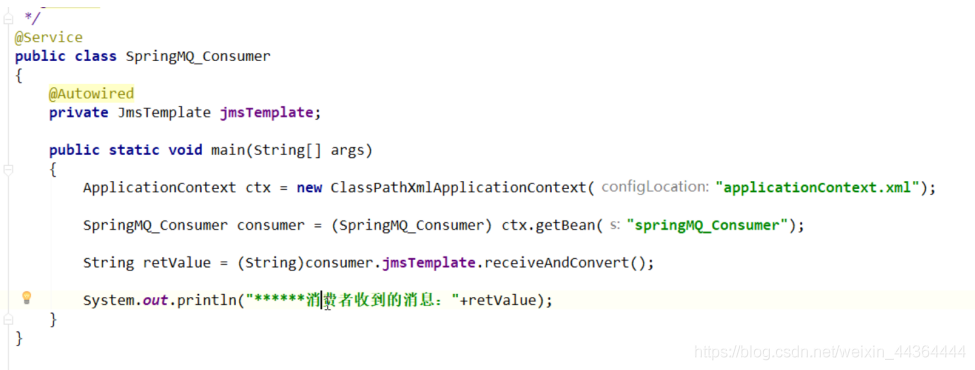 */
@Service
public class SpringMQ_Consumer
{
@Autowired
private JmsTemplate jmsTemplate;
public static void main(String[] args)
{
ApplicationContext ctx = new ClassPathXmlApplicationContext( configLocation: "applicationContext.xml");
SpringMQ_Consumer consumer = (SpringMQ_Consumer) ctx.getBean( s: "springMQ_Consumer");
String retValue = (String)consumer.jmsTemplate.receiveAndConvert();
System.out.println("******消费者收到的消息："+retValue);
}
}
https://blog.csdn.net/weixin_44364444